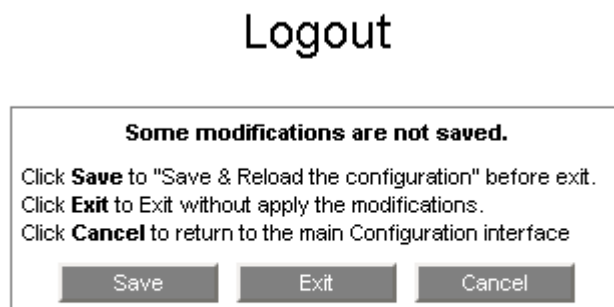 Logout
Some modifications are not saved.
Click Save to "Save & Reload the configuration" before exit.
Click Exit to Exit without apply the modifications.
Click Cancel to return to the main Configuration interface
Save Exit Cancel